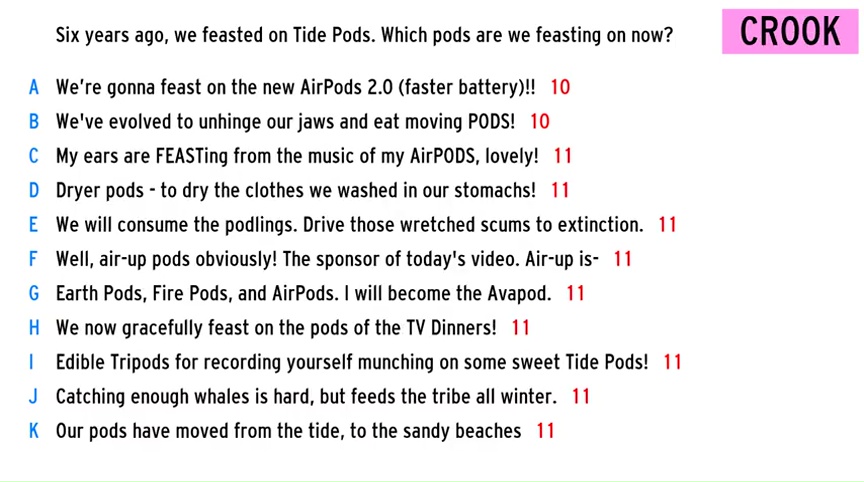 Six years ago, we feasted on Tide Pods. Which pods are we feasting on now?
CROOK
A We're gonna feast on the new AirPods 2.0 (faster battery)!! 10
B We've evolved to unhinge our jaws and eat moving PODS! 10
C My ears are FEASTing from the music of my AirPODS, lovely! 11
D Dryer pods - to dry the clothes we washed in our stomachs! 11
E We will consume the podlings. Drive those wretched scums to extinction. 11
F Well, air-up pods obviously! The sponsor of today's video. Air-up is- 11
G Earth Pods, Fire Pods, and AirPods. I will become the Avapod. 11
H We now gracefully feast on the pods of the TV Dinners! 11
I Edible Tripods for recording yourself munching on some sweet Tide Pods! 11
J Catching enough whales is hard, but feeds the tribe all winter. 11
K Our pods have moved from the tide, to the sandy beaches 11